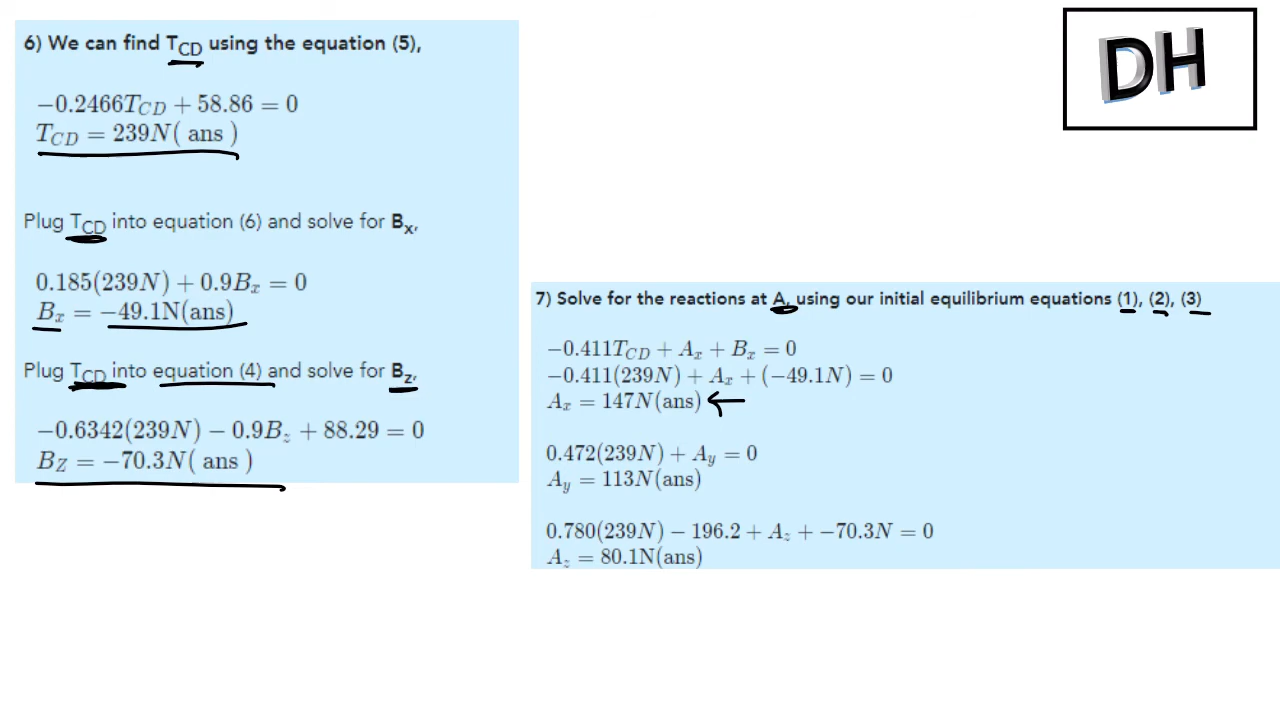 DH
6) We can find T_CD using the equation (5),
−0.2466T_CD + 58.86 = 0
T_CD = 239N( ans )
Plug T_CD into equation (6) and solve for B_x,
0.185(239N) + 0.9B_x = 0
B_x = −49.1N(ans)
Plug T_CD into equation (4) and solve for B_z,
−0.6342(239N) − 0.9B_z + 88.29 = 0
B_Z = −70.3N( ans )
7) Solve for the reactions at A, using our initial equilibrium equations (1), (2), (3)
−0.411T_CD + A_x + B_x = 0
−0.411(239N) + A_x + (−49.1N) = 0
A_x = 147N(ans)
0.472(239N) + A_y = 0
A_y = 113N(ans)
0.780(239N) − 196.2 + A_z + −70.3N = 0
A_z = 80.1N(ans)